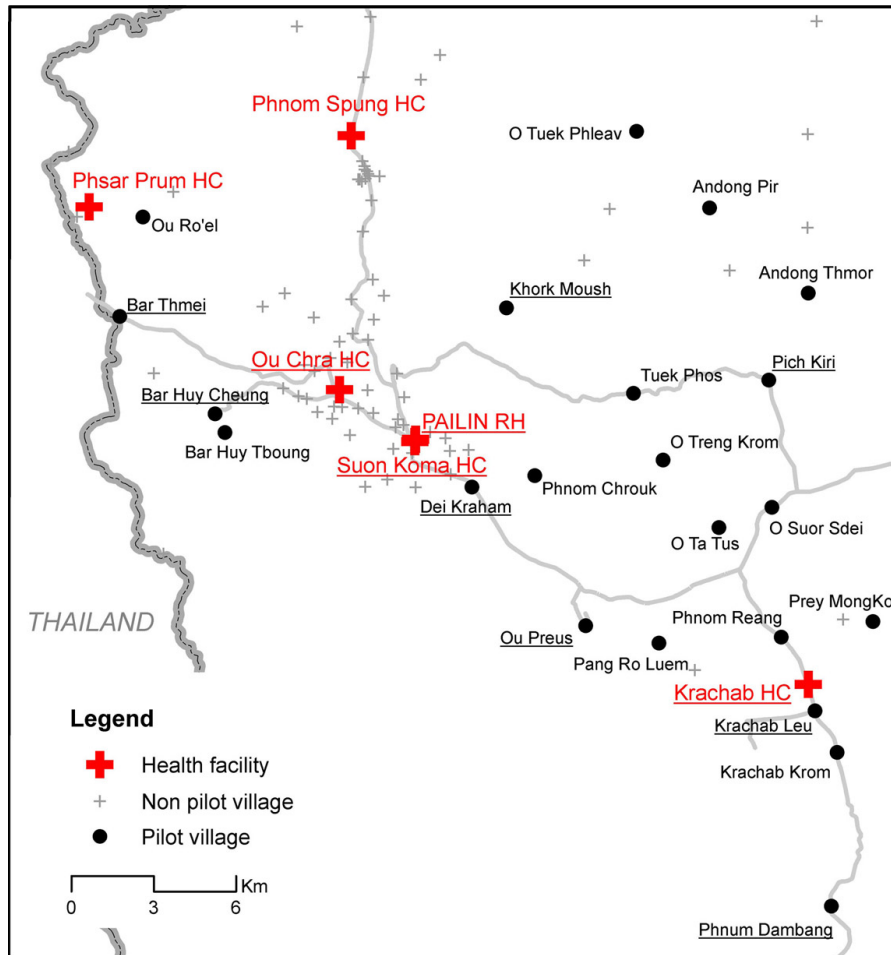 Phnom Spung HC
O Tuek Phleav
Phsar Prum HC
Andong Pir
Ou Ro'el
Andong Thmor
Khork Moush
Bar Thmei
Ou Chra HC
Pich Kiri
Tuek Phos
Bar Huy Cheung
PAILIN RH
Bar Huy Tboung
O Treng Krom
Suon Koma HC
Phnom Chrouk
Dei Kraham
O Suor Sdei
O Ta Tus
Prey MongKo
THAILAND
Phnom Reang
Ou Preus
Pang Ro Luem
Krachab HC
Legend
Krachab Leu
Health facility
Krachab Krom
Non pilot village
Pilot village
Km
0 3 6
Phnum Dambang